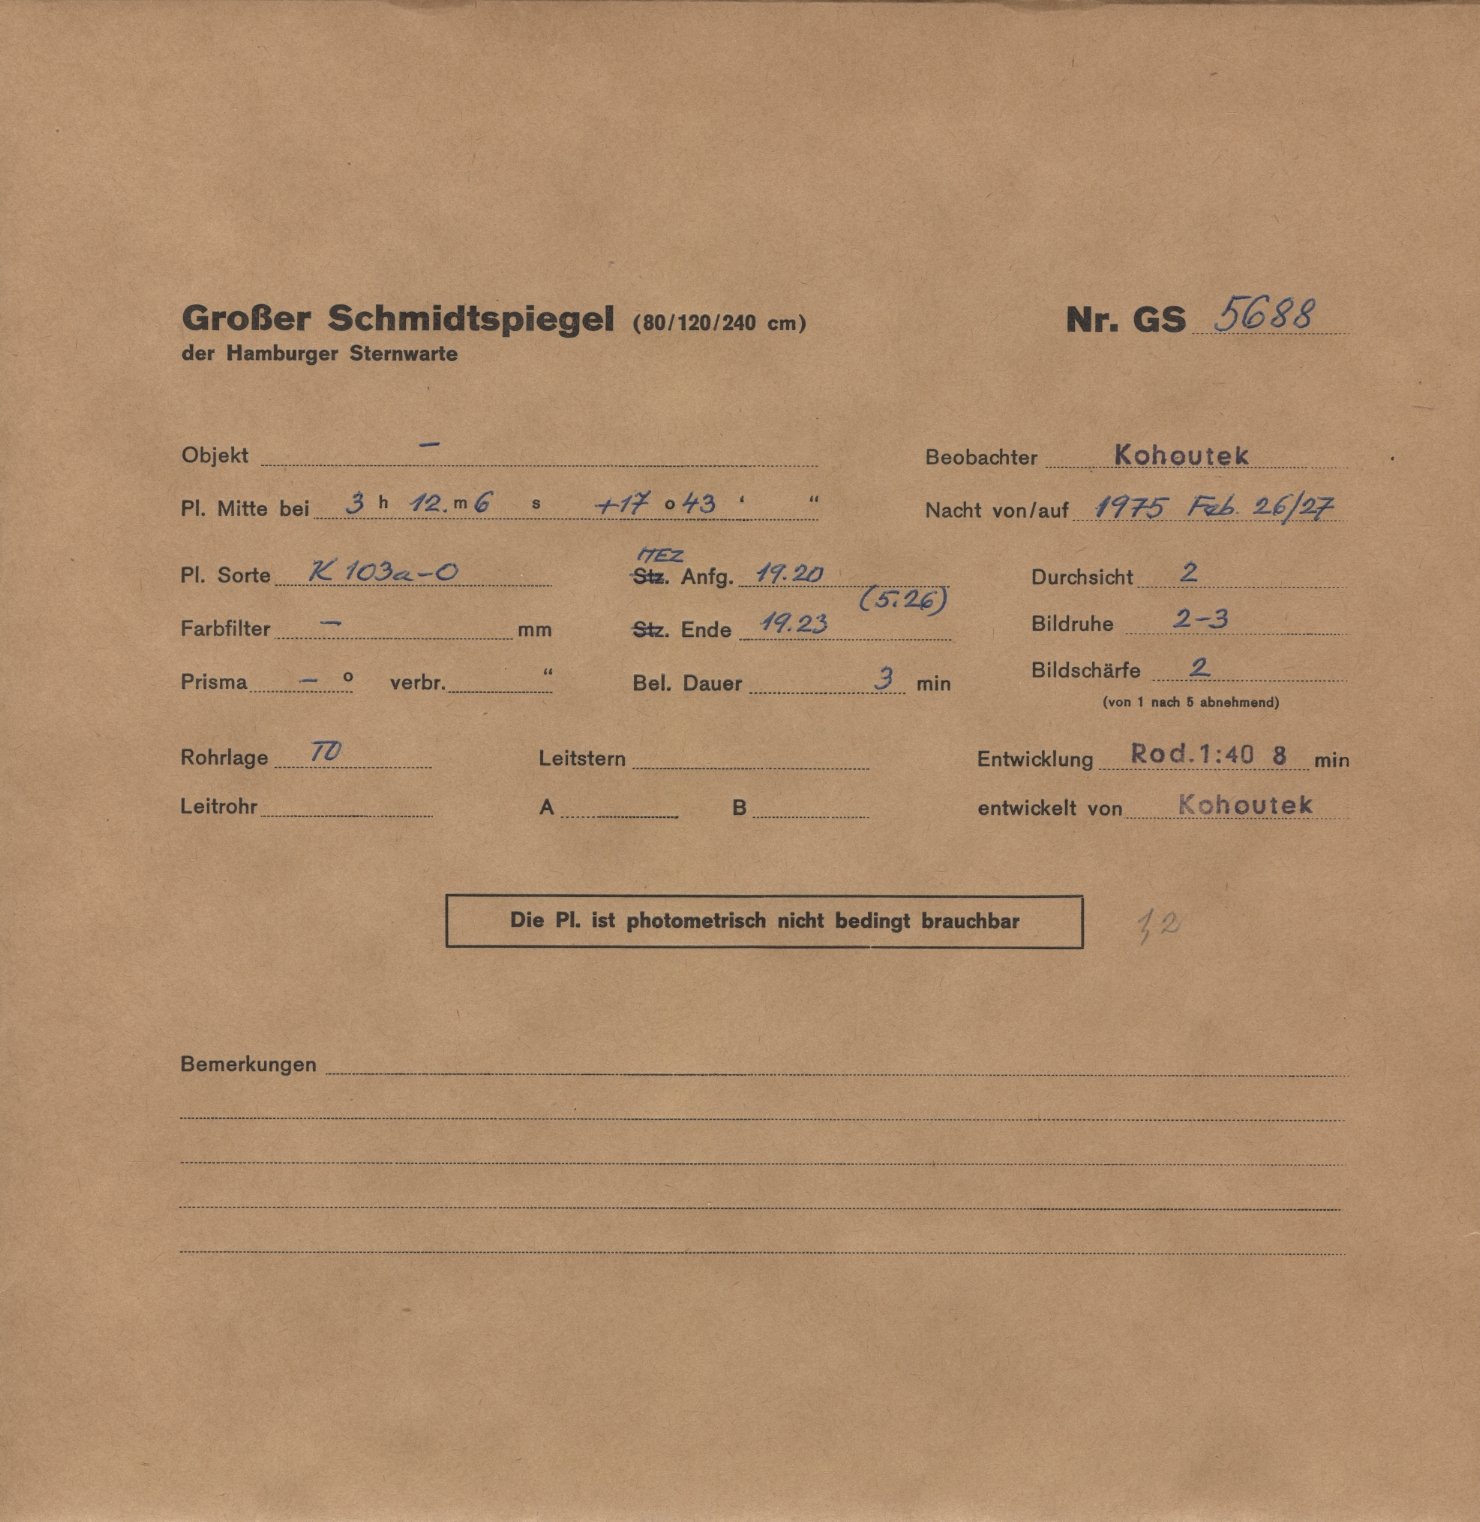 Großer Schmidtspiegel (80/120/240 cm) Nr. GS 5688
der Hamburger Sternwarte
Objekt – Beobachter Kohoutek
Pl. Mitte bei 3 h 12. m 6 s +17 o 43 ‘ “ Nacht von/auf 1975 Feb. 26/27
MEZ
Pl. Sorte K 103a-O Stz. Anfg. 19.20 Durchsicht 2
(5.26)
Farbfilter – mm Stz. Ende 19.23 Bildruhe 2-3
Prisma – o verbr. “ Bel. Dauer 3 min Bildschärfe 2
(von 1 nach 5 abnehmend)
Rohrlage TO Leitstern Entwicklung Rod.1:40 8 min
Leitrohr A B entwickelt von Kohoutek
Die Pl. ist photometrisch nicht bedingt brauchbar
Bemerkungen